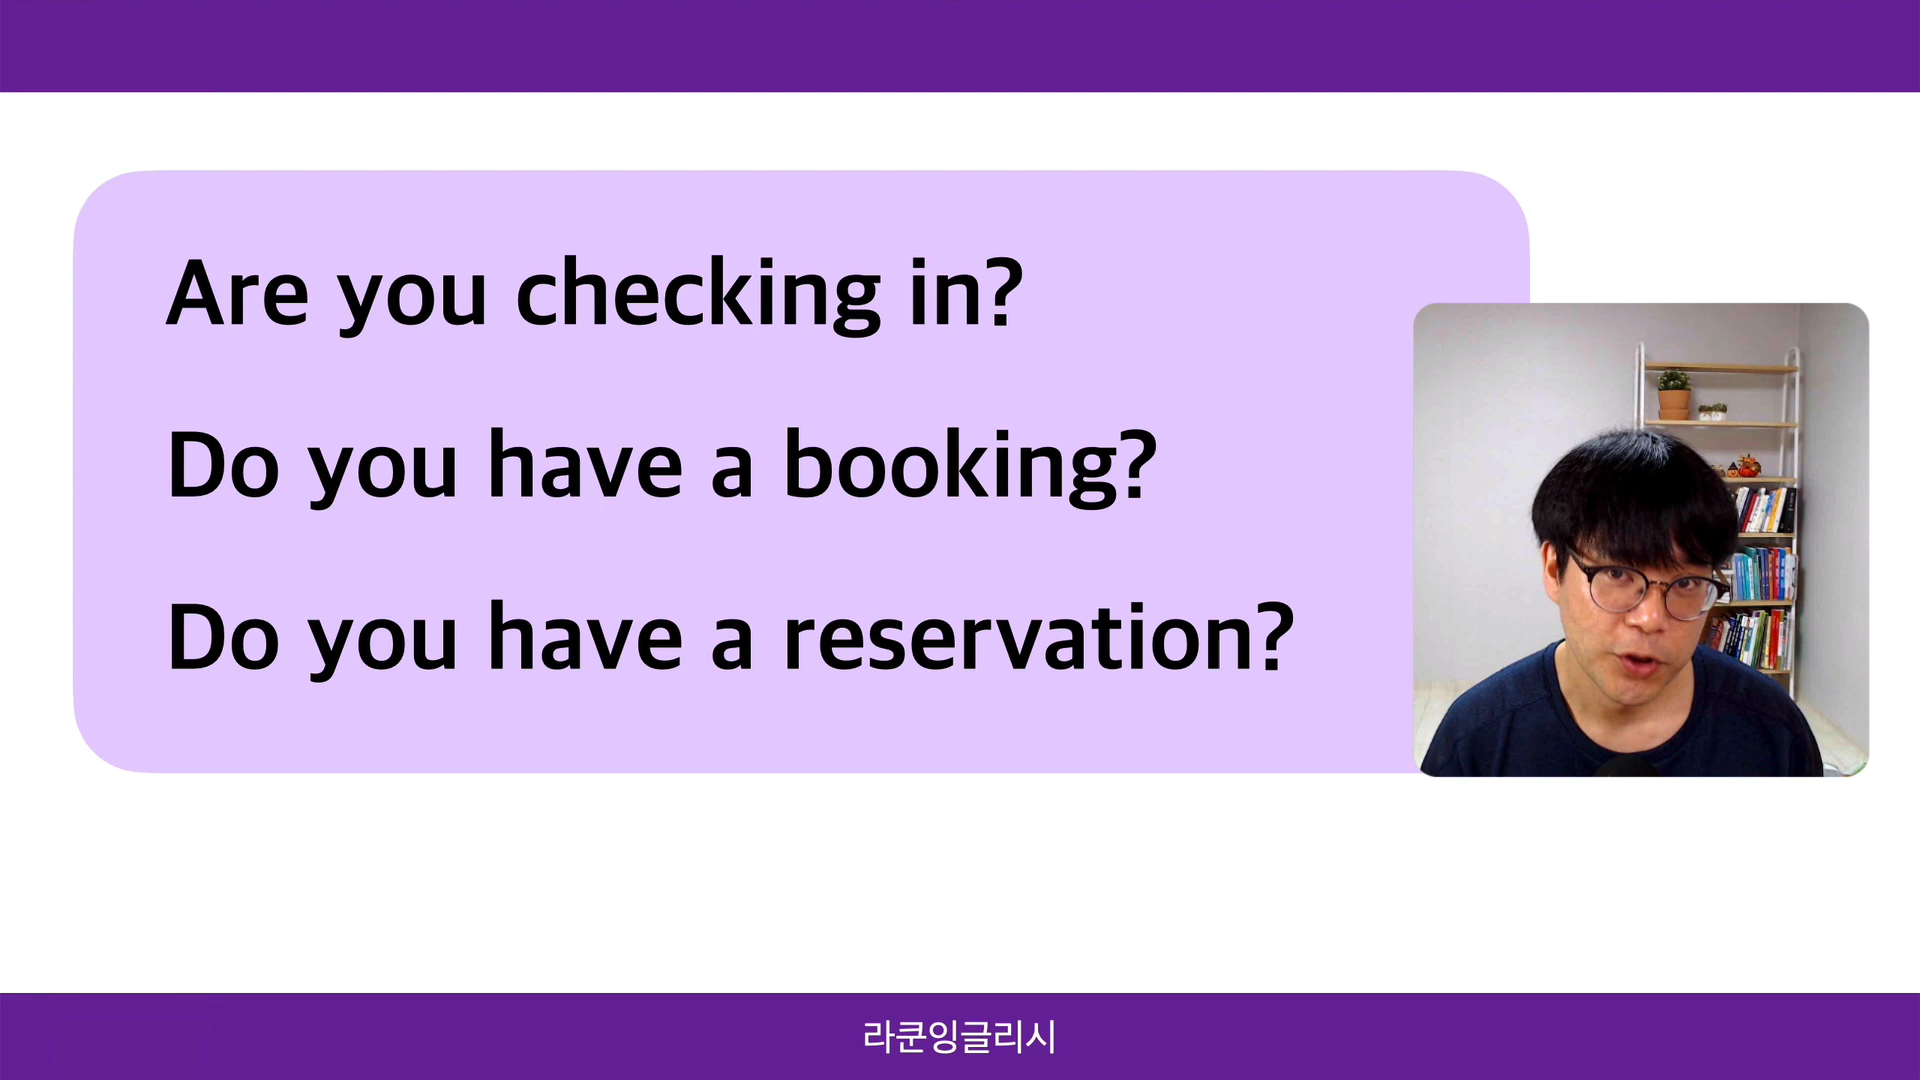 Are you checking in?
Do you have a booking?
Do you have a reservation?
라쿤잉글리시